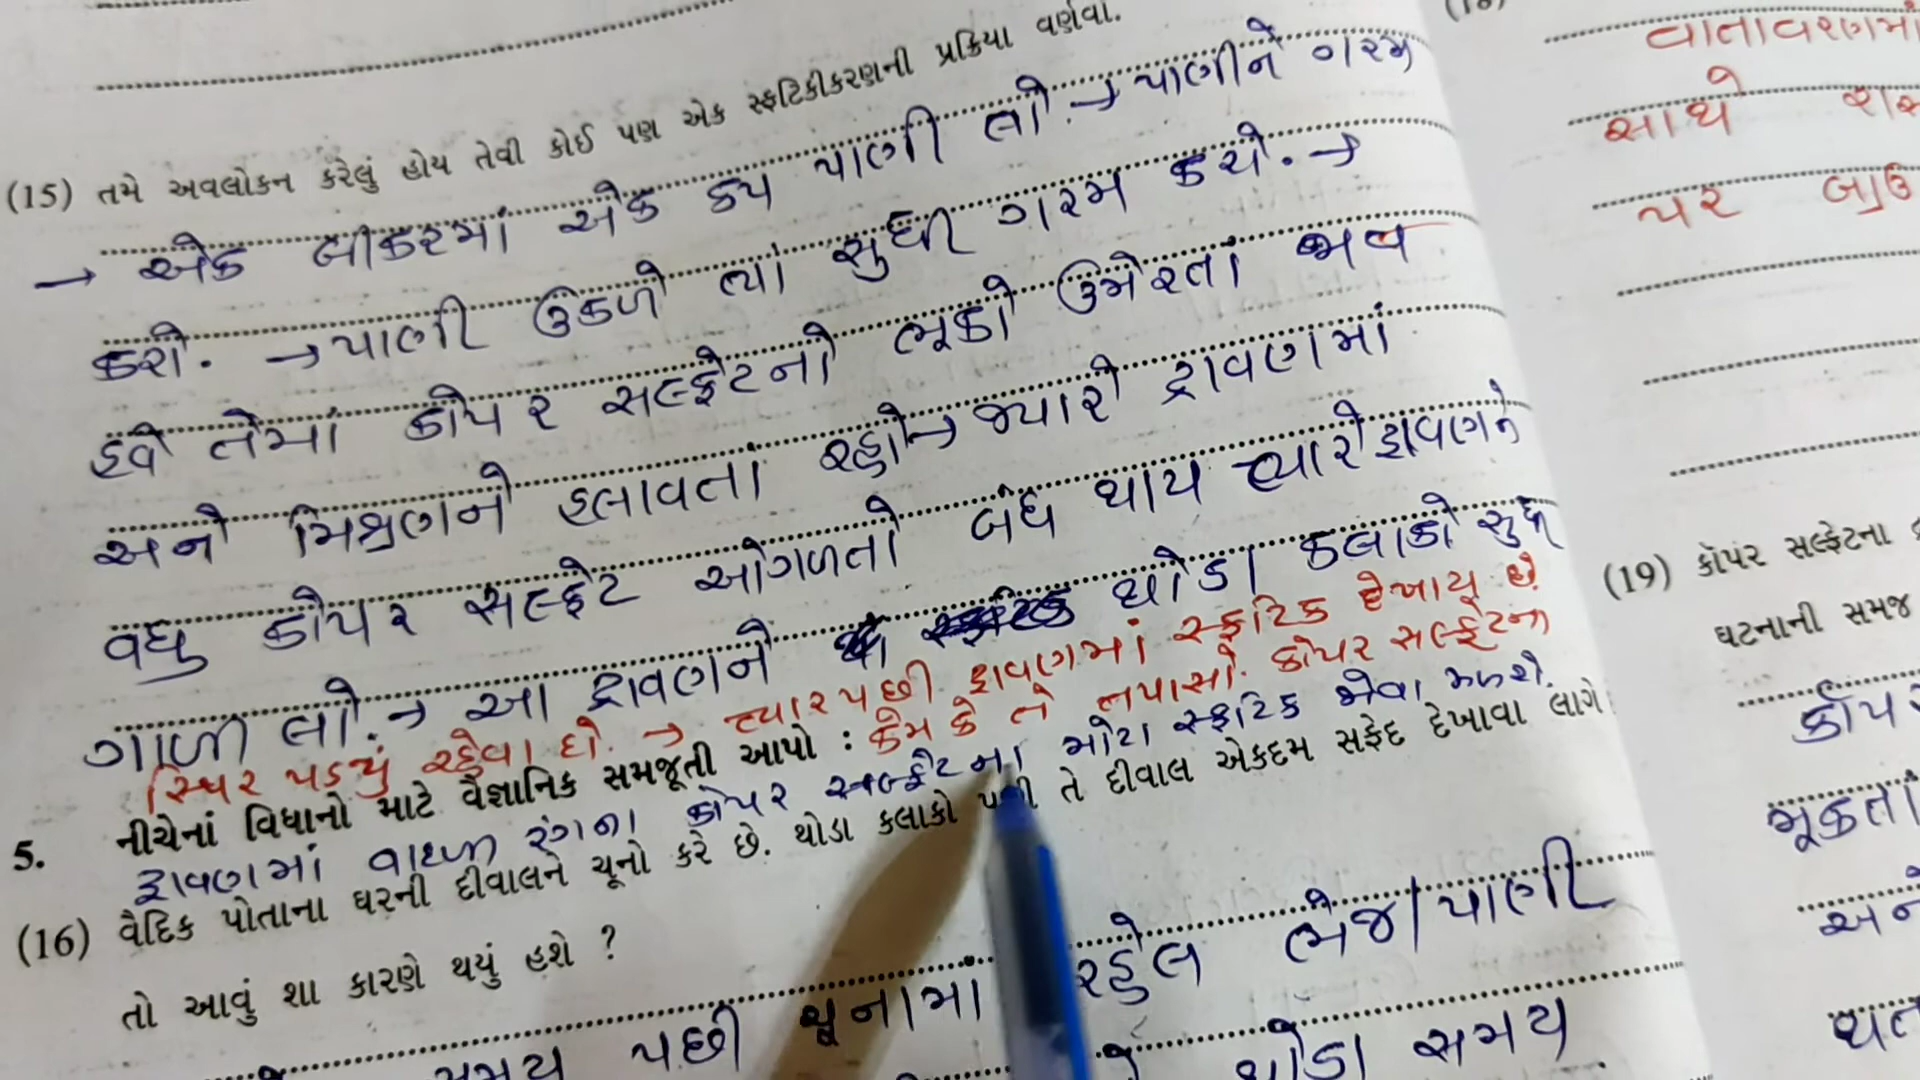 (15) તમે અવલોકન કરેલું હોય તેવી કોઈ પણ એક સ્ફટિકીકરણની પ્રક્રિયા વર્ણવો.
→ એક બીકરમાં એક કપ પાણી લો. → પાણીને ગરમ
કરો. → પાણી ઉકળે ત્યાં સુધી ગરમ કરો. →
હવે તેમાં કોપર સલ્ફેટનો ભૂકો ઉમેરતાં જાવ
અને મિશ્રણને હલાવતા રહો → જ્યારે દ્રાવણમાં
વધુ કોપર સલ્ફેટ ઓગળતો બંધ થાય ત્યારે દ્રાવણને
ગાળી લો. → આ દ્રાવણને થોડા કલાકો સુધી
સ્થિર પડયું રહેવા દો. → ત્યારપછી દ્રાવણમાં સ્ફટિક દેખાય છે
કેમ કે તે તપાસો. કોપર સલ્ફેટના
5. નીચેનાં વિધાનો માટે વૈજ્ઞાનિક સમજૂતી આપો :
દ્રાવણમાં વાદળી રંગના કોપર સલ્ફેટના મોટા સ્ફટિક જોવા મળશે.
(16) વૈદિક પોતાના ઘરની દીવાલને ચૂનો કરે છે. થોડા કલાકો તે દીવાલ એકદમ સફેદ દેખાવા લાગે
તો આવું શા કારણે થયું હશે ?
સમય પછી ચૂનામાં રહેલ ભેજ/પાણી
થોડા સમય
વાતાવરણમાં
સાથે
પર
(19) કૉપર સલ્ફેટના
ઘટનાની સમજ
કોપર
મૂકતાં
અને